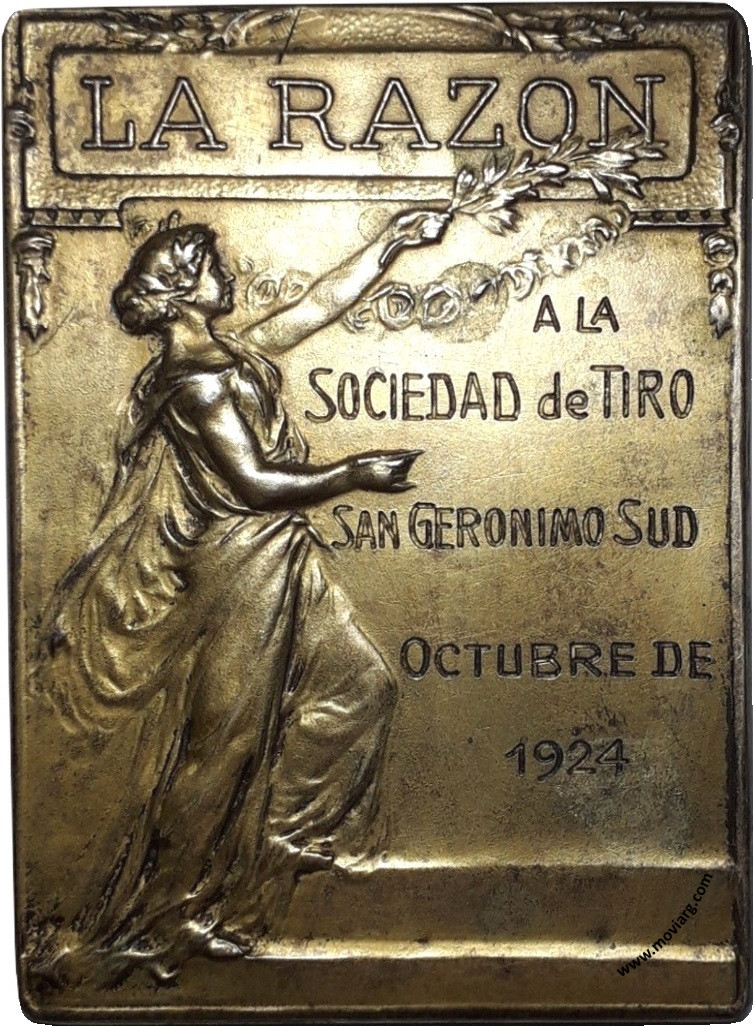 LA RAZON
A LA
SOCIEDAD de TIRO
SAN GERONIMO SUD
OCTUBRE DE
1924
www.moviarg.com